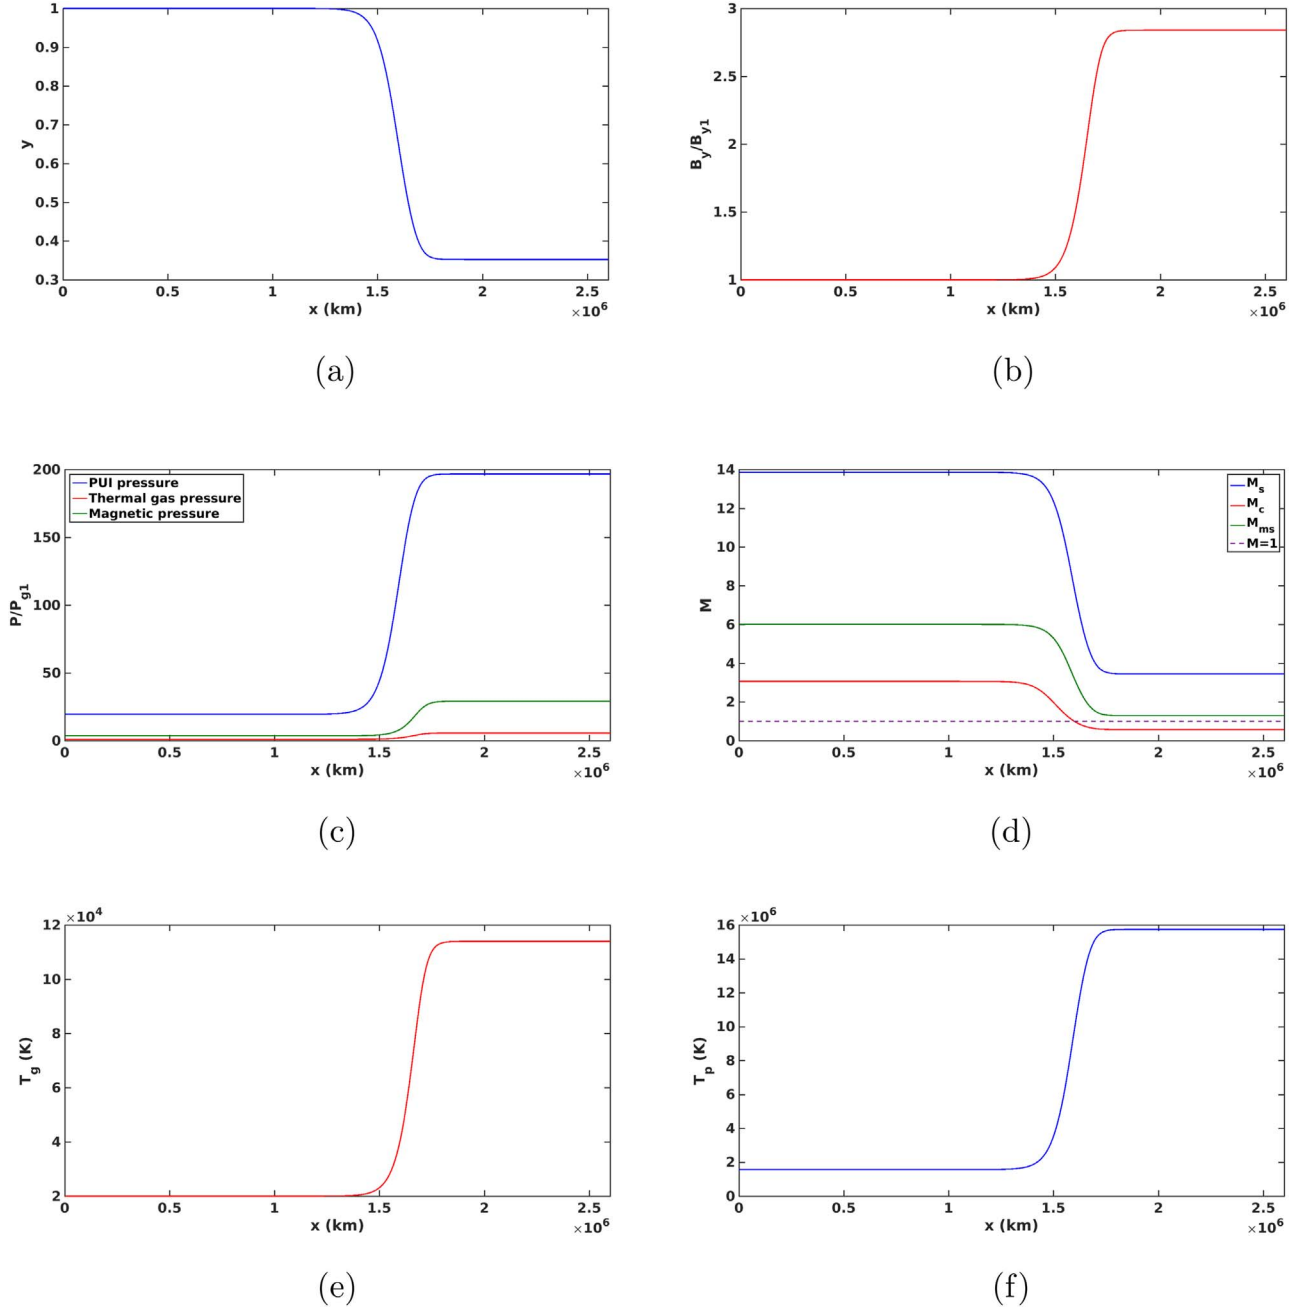 1
0.9
0.8
0.7
0.6
0.5
0.4
0.3
y
0 0.5 1 1.5 2 2.5
x (km)
×10^6
(a)
3
2.5
2
1.5
1
B_y/B_y1
0 0.5 1 1.5 2 2.5
x (km)
×10^6
(b)
200
150
100
50
0
P/P_g1
PUI pressure
Thermal gas pressure
Magnetic pressure
0 0.5 1 1.5 2 2.5
x (km)
×10^6
(c)
14
12
10
8
6
4
2
0
M
M_s
M_c
M_ms
M=1
0 0.5 1 1.5 2 2.5
x (km)
×10^6
(d)
×10^4
12
10
8
6
4
2
T_g (K)
0 0.5 1 1.5 2 2.5
x (km)
×10^6
(e)
×10^6
16
14
12
10
8
6
4
2
0
T_p (K)
0 0.5 1 1.5 2 2.5
x (km)
×10^6
(f)